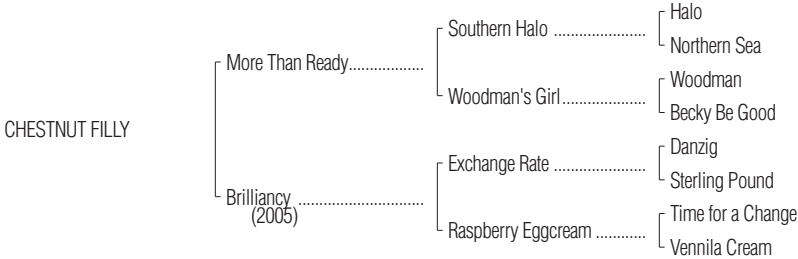 Halo
Southern Halo ......................
Northern Sea
More Than Ready..................
Woodman
Woodman's Girl....................
Becky Be Good
CHESTNUT FILLY
Danzig
Exchange Rate ......................
Sterling Pound
Brilliancy ..............................
(2005)
Time for a Change
Raspberry Eggcream ............
Vennila Cream